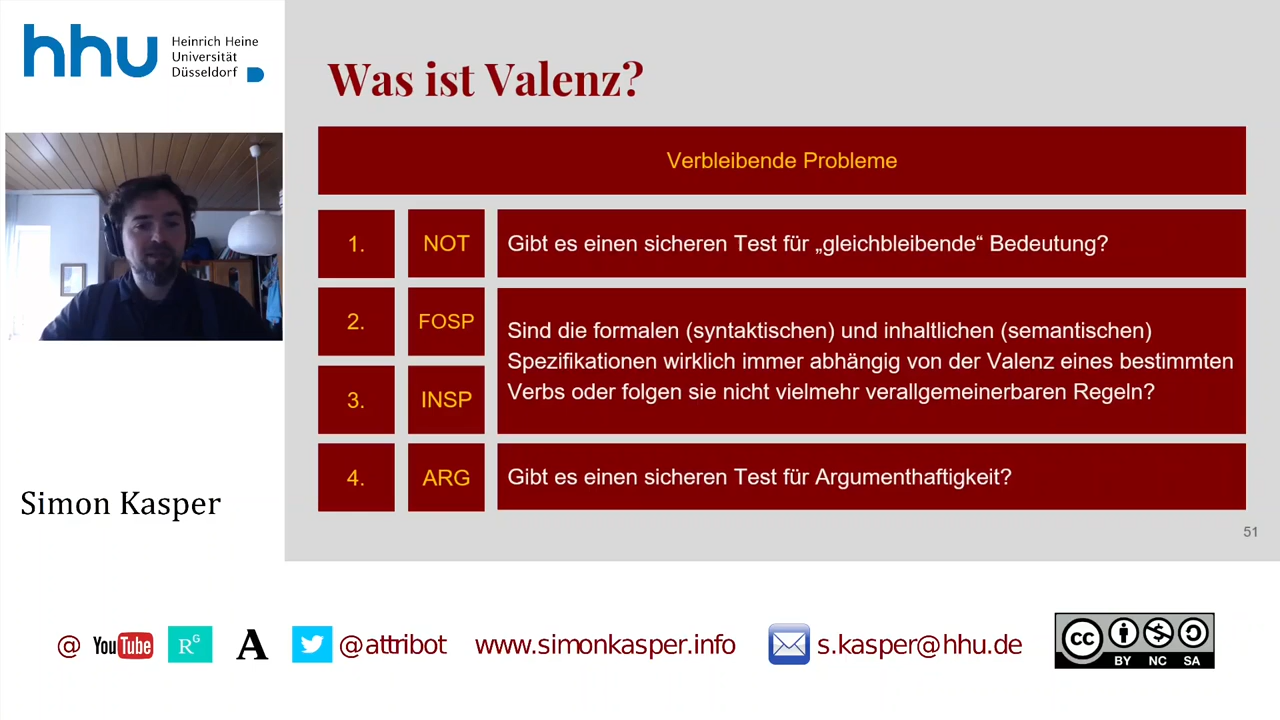 hhu Heinrich Heine
Universität
Düsseldorf
Was ist Valenz?
Verbleibende Probleme
1. NOT Gibt es einen sicheren Test für „gleichbleibende“ Bedeutung?
2. FOSP
3. INSP
Sind die formalen (syntaktischen) und inhaltlichen (semantischen)
Spezifikationen wirklich immer abhängig von der Valenz eines bestimmten
Verbs oder folgen sie nicht vielmehr verallgemeinerbaren Regeln?
4. ARG Gibt es einen sicheren Test für Argumenthaftigkeit?
51
Simon Kasper
@ YouTube RG A @attribot www.simonkasper.info s.kasper@hhu.de
cc BY NC SA